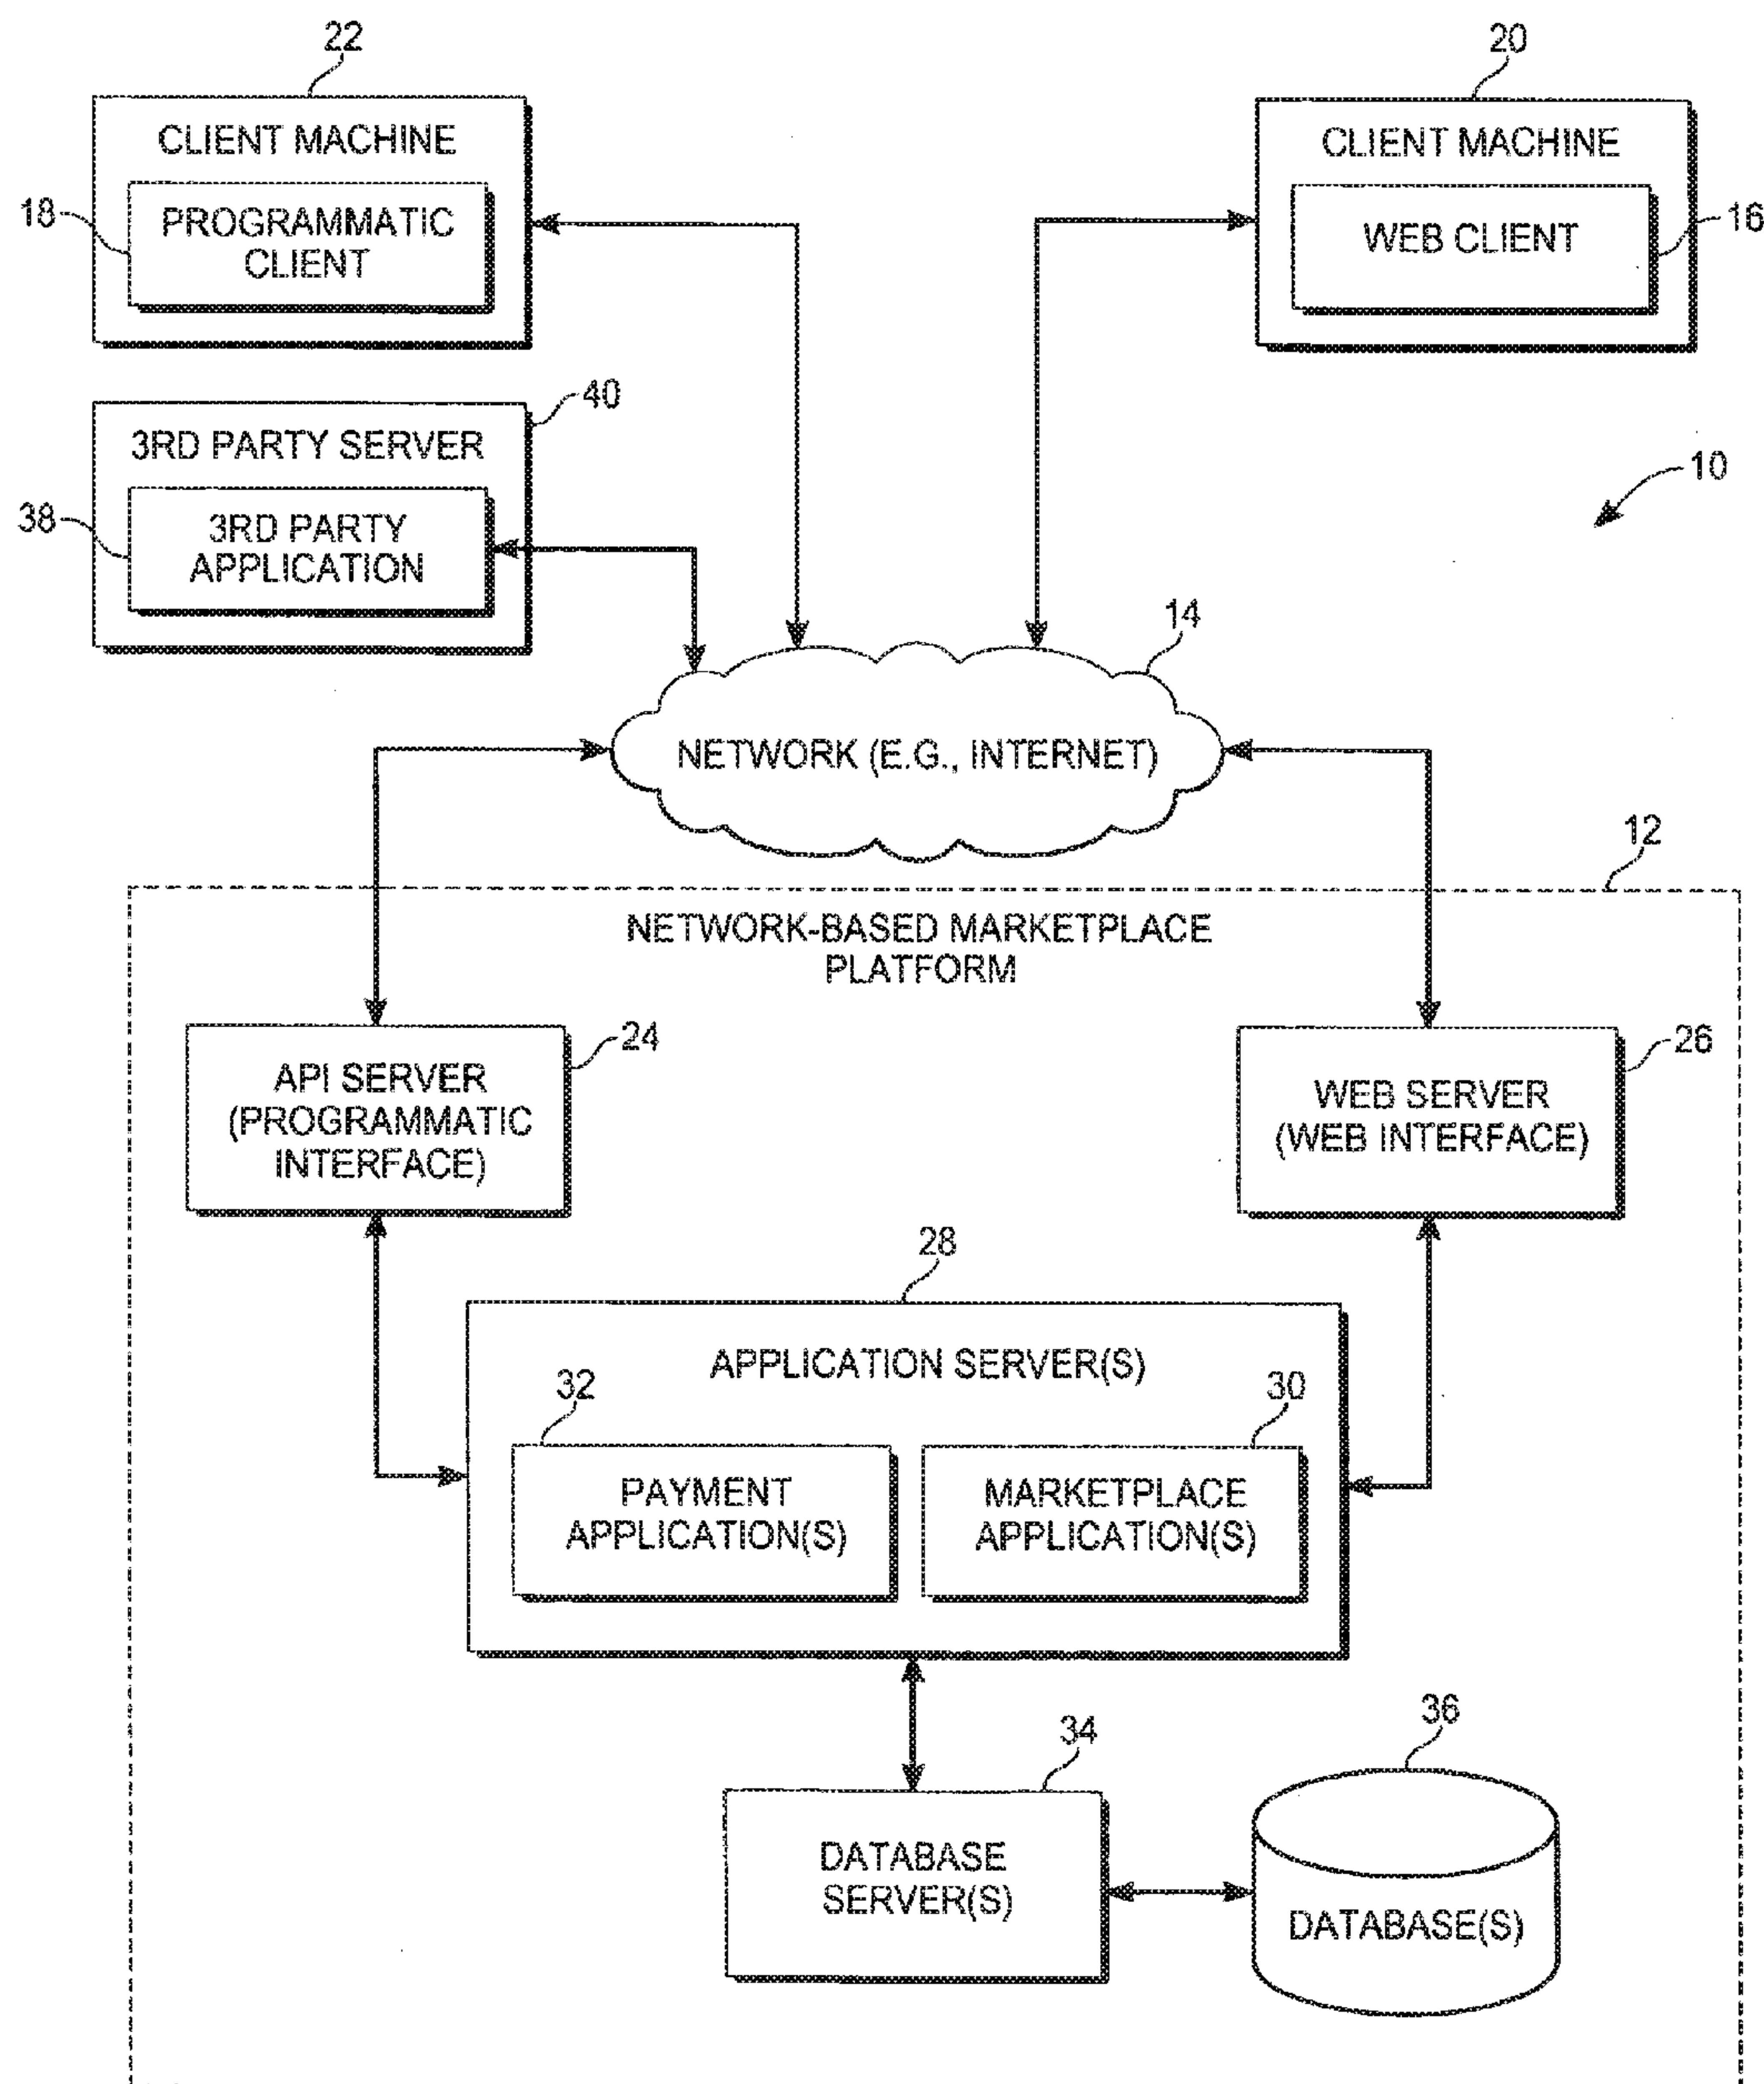 22
20
CLIENT MACHINE
CLIENT MACHINE
18
PROGRAMMATIC
CLIENT
WEB CLIENT
16
40
3RD PARTY SERVER
10
38
3RD PARTY
APPLICATION
14
NETWORK (E.G., INTERNET)
12
NETWORK-BASED MARKETPLACE
PLATFORM
24
API SERVER
(PROGRAMMATIC
INTERFACE)
26
WEB SERVER
(WEB INTERFACE)
28
APPLICATION SERVER(S)
32
30
PAYMENT
APPLICATION(S)
MARKETPLACE
APPLICATION(S)
34
36
DATABASE
SERVER(S)
DATABASE(S)